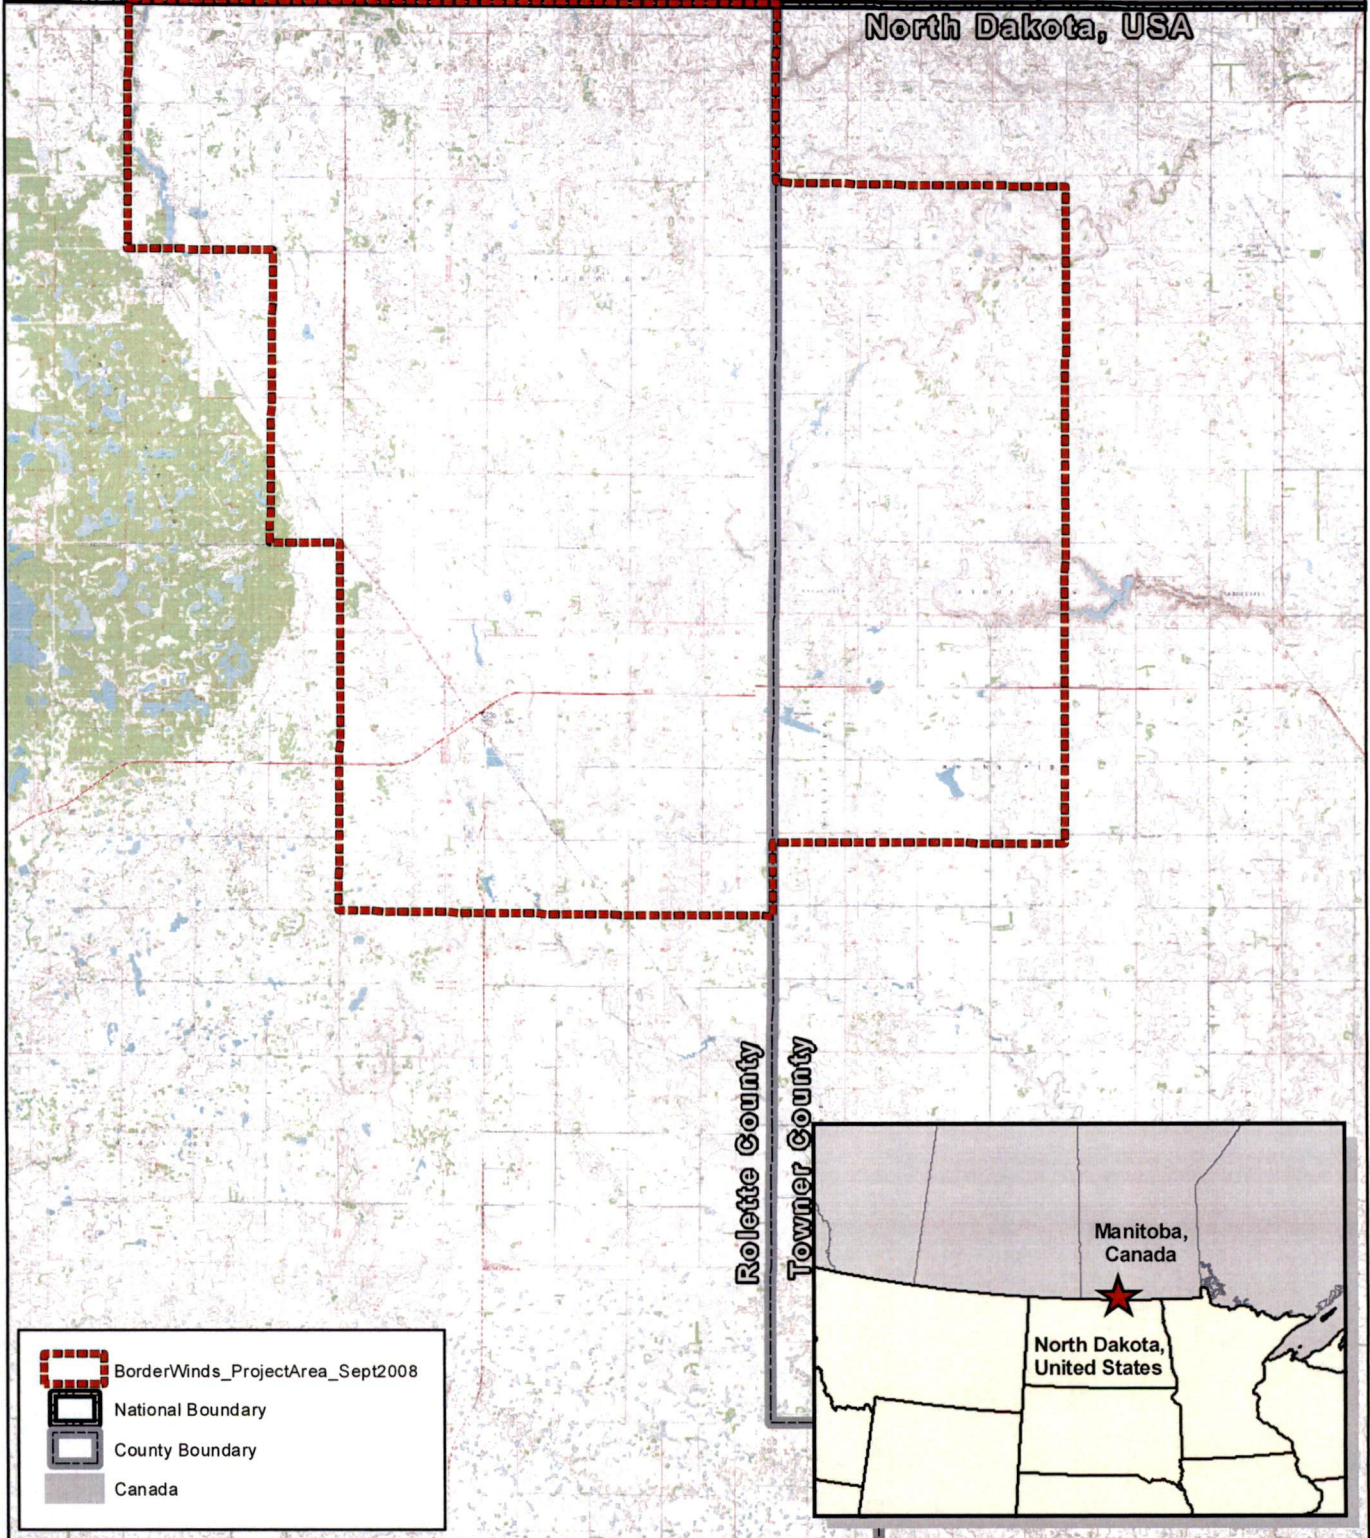 North Dakota, USA
Rolette County
Towner County
Manitoba,
Canada
North Dakota,
United States
BorderWinds_ProjectArea_Sept2008
National Boundary
County Boundary
Canada